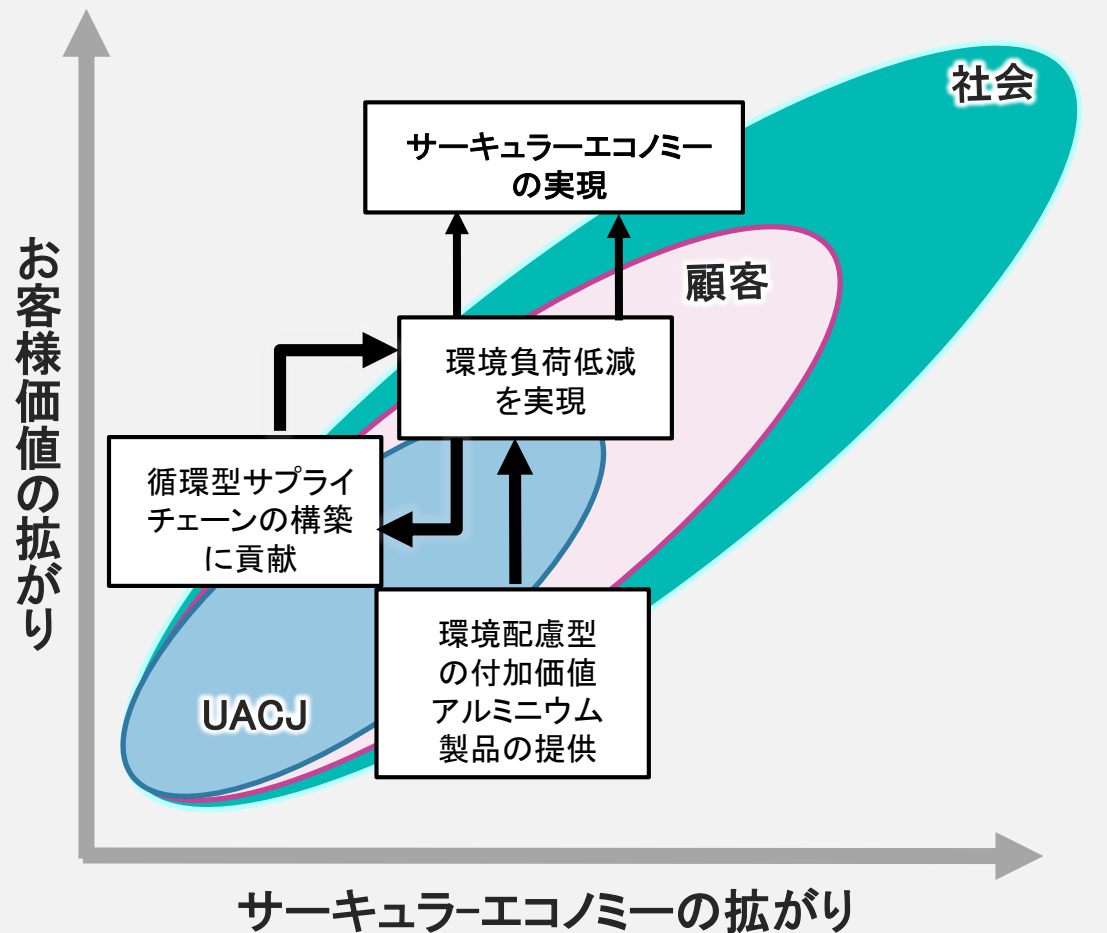 社会
サーキュラーエコノミー
の実現
顧客
環境負荷低減
を実現
循環型サプライ
チェーンの構築
に貢献
環境配慮型
の付加価値
アルミニウム
製品の提供
UACJ
お客様価値の拡がり
サーキュラーエコノミーの拡がり